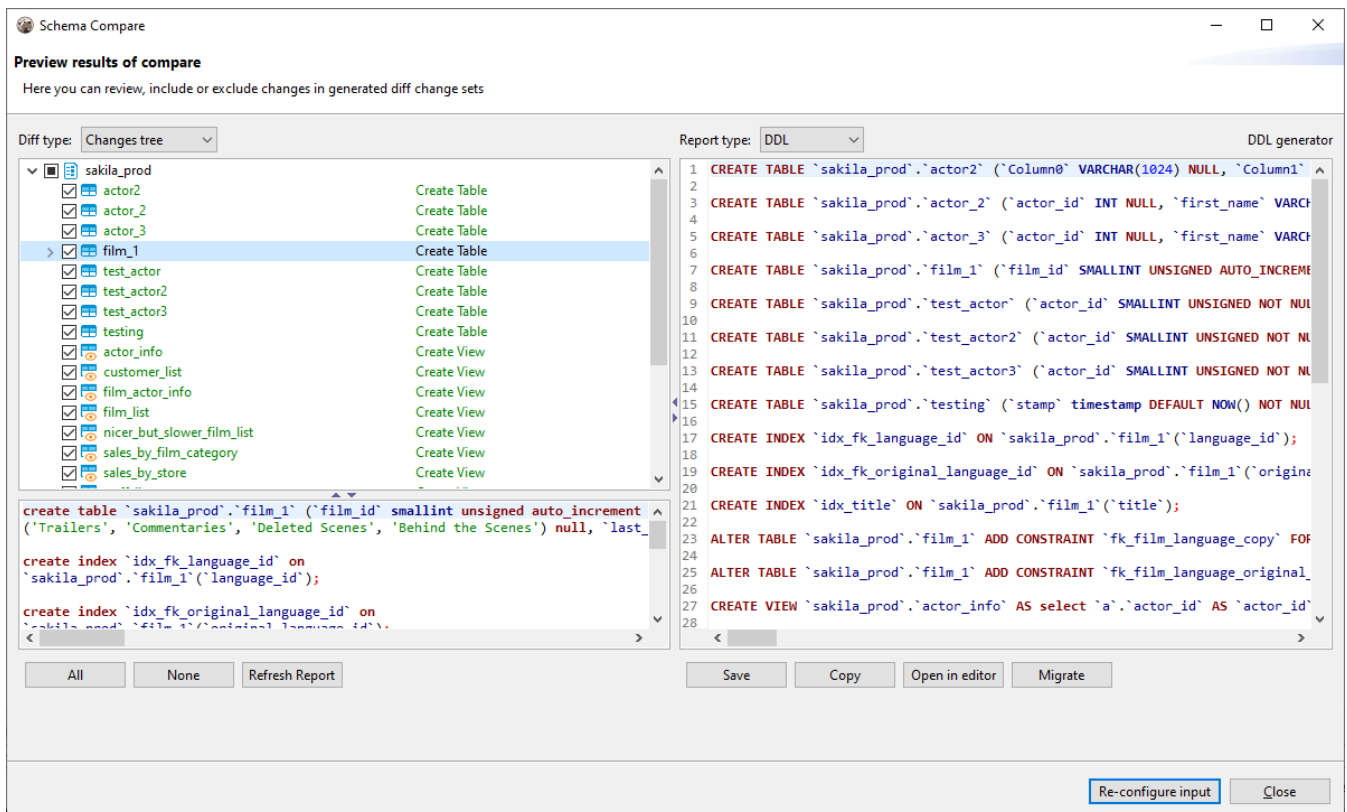 Schema Compare
Preview results of compare
Here you can review, include or exclude changes in generated diff change sets
Diff type: Changes tree
sakila_prod
actor2 Create Table
actor_2 Create Table
actor_3 Create Table
film_1 Create Table
test_actor Create Table
test_actor2 Create Table
test_actor3 Create Table
testing Create Table
actor_info Create View
customer_list Create View
film_actor_info Create View
film_list Create View
nicer_but_slower_film_list Create View
sales_by_film_category Create View
sales_by_store Create View
create table `sakila_prod`.`film_1` (`film_id` smallint unsigned auto_increment
('Trailers', 'Commentaries', 'Deleted Scenes', 'Behind the Scenes') null, `last_
create index `idx_fk_language_id` on
`sakila_prod`.`film_1`(`language_id`);
create index `idx_fk_original_language_id` on
`sakila_prod`.`film_1`(`original_language_id`);
All None Refresh Report
Report type: DDL DDL generator
1 CREATE TABLE `sakila_prod`.`actor2` (`Column0` VARCHAR(1024) NULL, `Column1`
2
3 CREATE TABLE `sakila_prod`.`actor_2` (`actor_id` INT NULL, `first_name` VARCH
4
5 CREATE TABLE `sakila_prod`.`actor_3` (`actor_id` INT NULL, `first_name` VARCH
6
7 CREATE TABLE `sakila_prod`.`film_1` (`film_id` SMALLINT UNSIGNED AUTO_INCREME
8
9 CREATE TABLE `sakila_prod`.`test_actor` (`actor_id` SMALLINT UNSIGNED NOT NUL
10
11 CREATE TABLE `sakila_prod`.`test_actor2` (`actor_id` SMALLINT UNSIGNED NOT NU
12
13 CREATE TABLE `sakila_prod`.`test_actor3` (`actor_id` SMALLINT UNSIGNED NOT NU
14
15 CREATE TABLE `sakila_prod`.`testing` (`stamp` timestamp DEFAULT NOW() NOT NUL
16
17 CREATE INDEX `idx_fk_language_id` ON `sakila_prod`.`film_1`(`language_id`);
18
19 CREATE INDEX `idx_fk_original_language_id` ON `sakila_prod`.`film_1`(`origina
20
21 CREATE INDEX `idx_title` ON `sakila_prod`.`film_1`(`title`);
22
23 ALTER TABLE `sakila_prod`.`film_1` ADD CONSTRAINT `fk_film_language_copy` FOR
24
25 ALTER TABLE `sakila_prod`.`film_1` ADD CONSTRAINT `fk_film_language_original_
26
27 CREATE VIEW `sakila_prod`.`actor_info` AS select `a`.`actor_id` AS `actor_id`
28
Save Copy Open in editor Migrate
Re-configure input Close